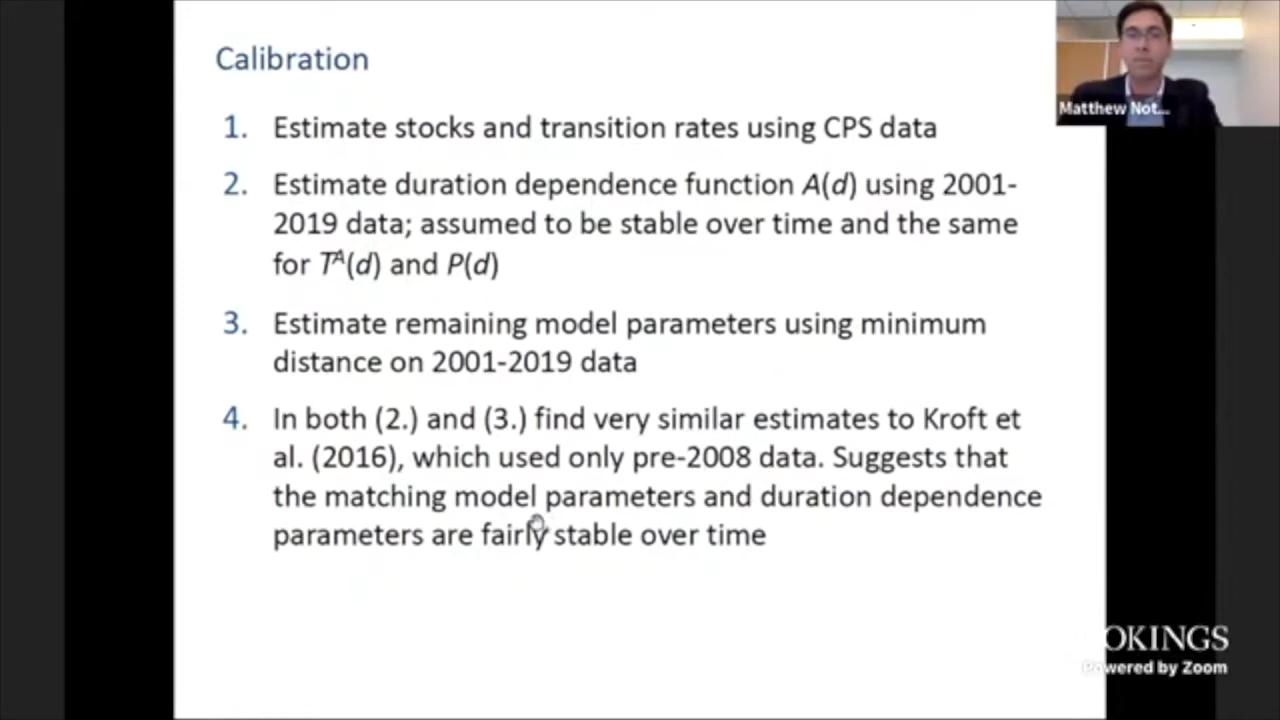 Calibration
Matthew Not...
1. Estimate stocks and transition rates using CPS data
2. Estimate duration dependence function A(d) using 2001-
2019 data; assumed to be stable over time and the same
for Tᴬ(d) and P(d)
3. Estimate remaining model parameters using minimum
distance on 2001-2019 data
4. In both (2.) and (3.) find very similar estimates to Kroft et
al. (2016), which used only pre-2008 data. Suggests that
the matching model parameters and duration dependence
parameters are fairly stable over time
OKINGS
Powered by Zoom